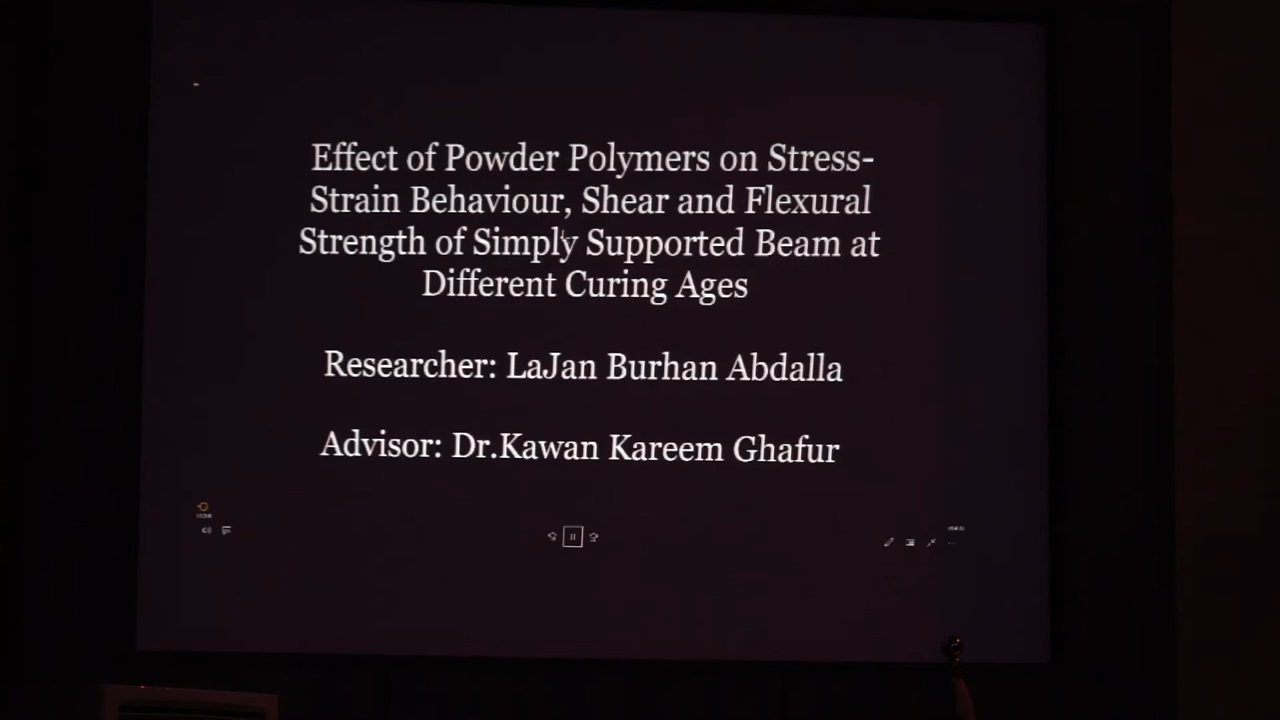 Effect of Powder Polymers on Stress-
Strain Behaviour, Shear and Flexural
Strength of Simply Supported Beam at
Different Curing Ages
Researcher: LaJan Burhan Abdalla
Advisor: Dr.Kawan Kareem Ghafur